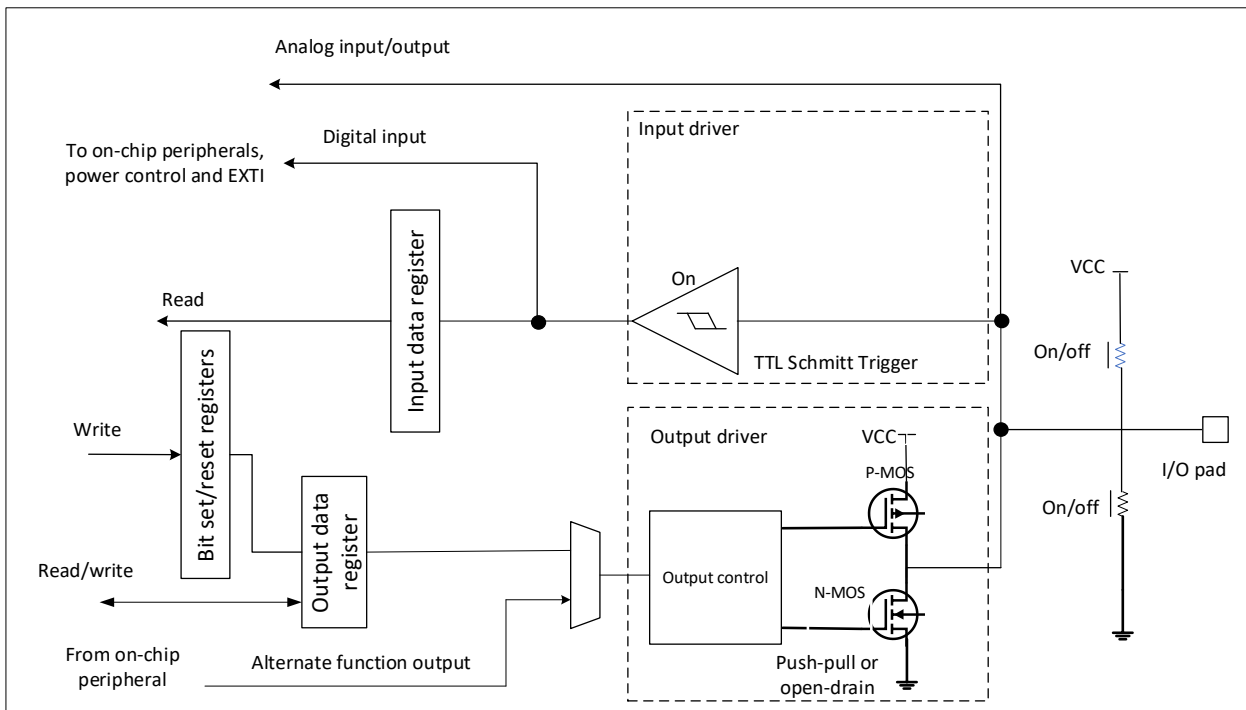 Analog input/output
Input driver
Digital input
To on-chip peripherals,
power control and EXTI
On
VCC
Read
Input data register
TTL Schmitt Trigger
On/off
Bit set/reset registers
Write
Output driver
VCC
P-MOS
I/O pad
On/off
Output data
register
Read/write
Output control
N-MOS
From on-chip
peripheral
Alternate function output
Push-pull or
open-drain